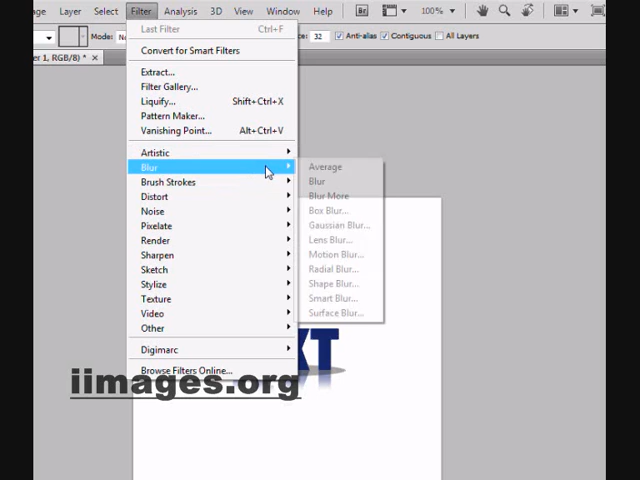 age Layer Select Filter Analysis 3D View Window Help Br 100%
Last Filter Ctrl+F
Mode: ce: 32 Anti-alias Contiguous All Layers
Convert for Smart Filters
er 1, RGB/8) * ×
Extract...
Filter Gallery...
Liquify... Shift+Ctrl+X
Pattern Maker...
Vanishing Point... Alt+Ctrl+V
Artistic
Blur
Brush Strokes
Distort
Noise
Pixelate
Render
Sharpen
Sketch
Stylize
Texture
Video
Other
Digimarc
Browse Filters Online...
Average
Blur
Blur More
Box Blur...
Gaussian Blur...
Lens Blur...
Motion Blur...
Radial Blur...
Shape Blur...
Smart Blur...
Surface Blur...
XT
iimages.org